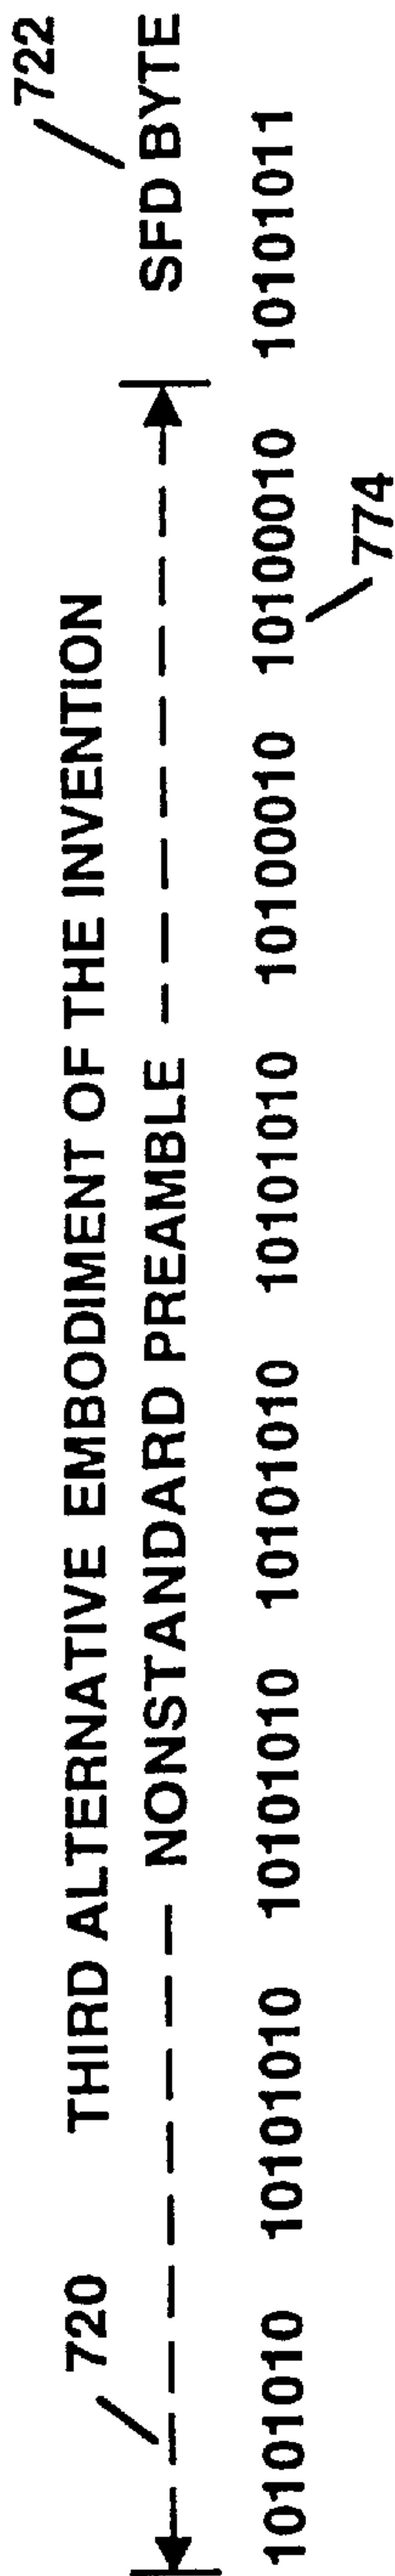 722
720 THIRD ALTERNATIVE EMBODIMENT OF THE INVENTION
NONSTANDARD PREAMBLE SFD BYTE
10101010 10101010 10101010 10101010 10101010 10100010 10100010 10101011
774